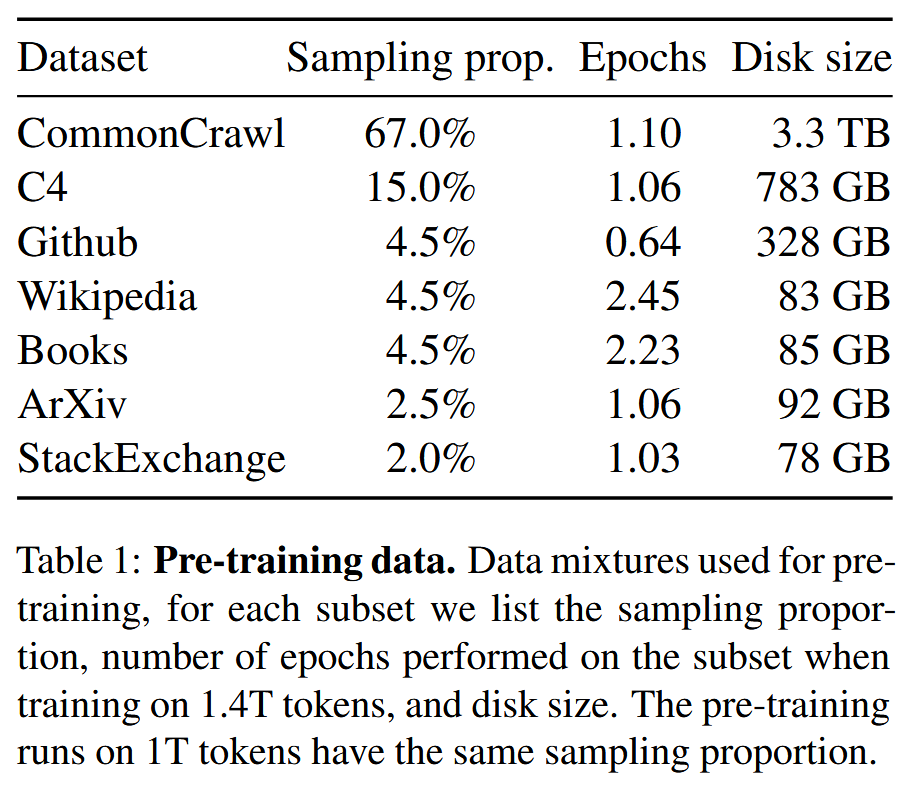 Dataset Sampling prop. Epochs Disk size
CommonCrawl 67.0% 1.10 3.3 TB
C4 15.0% 1.06 783 GB
Github 4.5% 0.64 328 GB
Wikipedia 4.5% 2.45 83 GB
Books 4.5% 2.23 85 GB
ArXiv 2.5% 1.06 92 GB
StackExchange 2.0% 1.03 78 GB
Table 1: Pre-training data. Data mixtures used for pre-
training, for each subset we list the sampling propor-
tion, number of epochs performed on the subset when
training on 1.4T tokens, and disk size. The pre-training
runs on 1T tokens have the same sampling proportion.